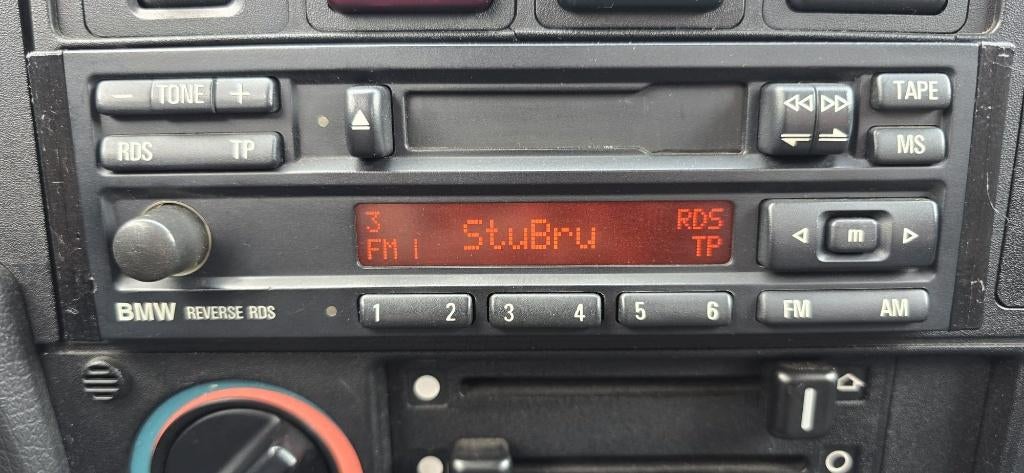 − TONE +
TAPE
RDS TP
MS
3
RDS
StuBru
FM 1
TP
m
BMW REVERSE RDS
1 2
3 4
5 6
FM AM